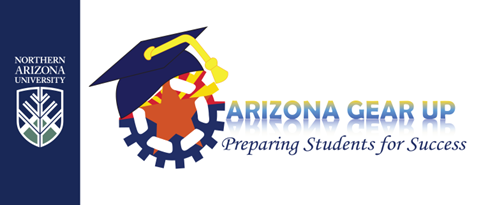 NORTHERN
ARIZONA
UNIVERSITY
ARIZONA GEAR UP
Preparing Students for Success